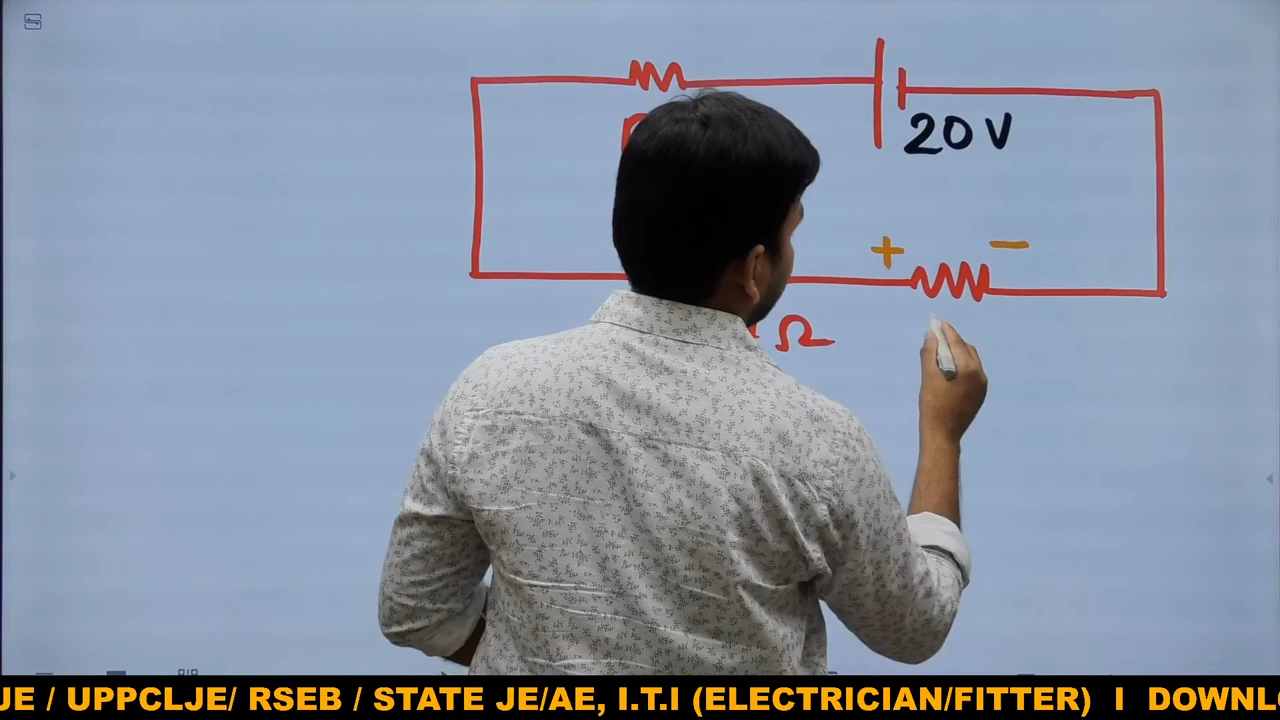 20 V
+ −
Ω
JE / UPPCLJE/ RSEB / STATE JE/AE, I.T.I (ELECTRICIAN/FITTER) I DOWNL